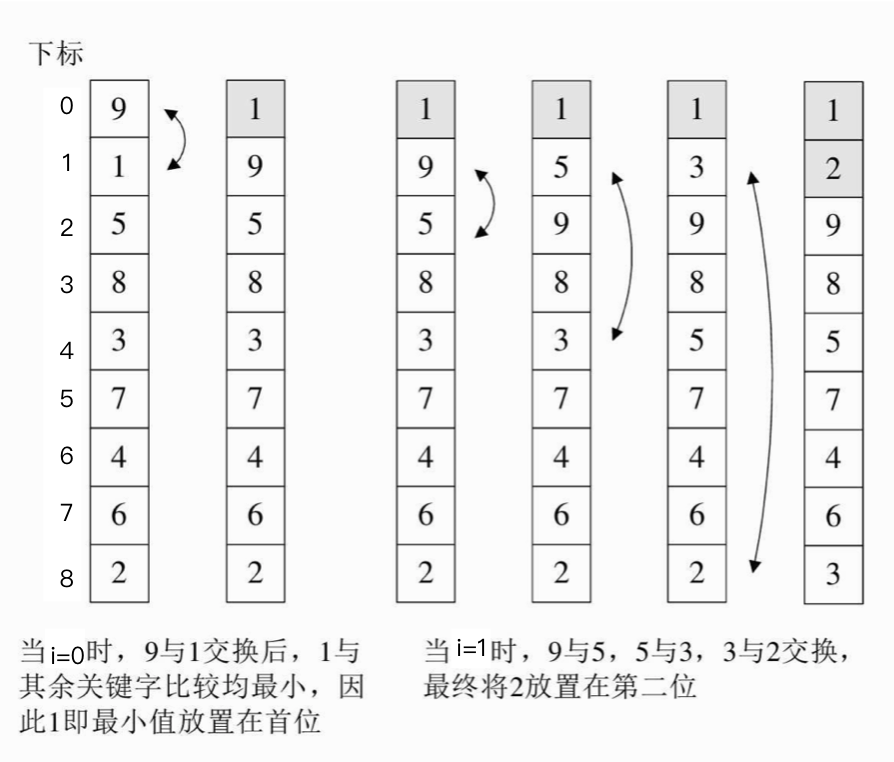 下标
0 9 1 1 1 1 1
1 1 9 9 5 3 2
2 5 5 5 9 9 9
3 8 8 8 8 8 8
4 3 3 3 3 5 5
5 7 7 7 7 7 7
6 4 4 4 4 4 4
7 6 6 6 6 6 6
8 2 2 2 2 2 3
当i=0时，9与1交换后，1与
其余关键字比较均最小，因
此1即最小值放置在首位
当i=1时，9与5，5与3，3与2交换，
最终将2放置在第二位